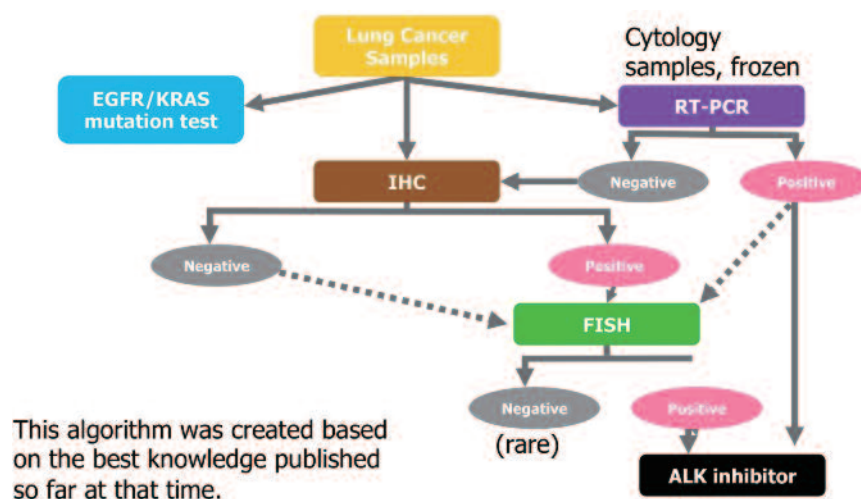 Lung Cancer
Samples
Cytology
samples, frozen
EGFR/KRAS
mutation test
RT-PCR
IHC
Negative
Positive
Negative
Positive
FISH
Negative
Positive
(rare)
This algorithm was created based
on the best knowledge published
so far at that time.
ALK inhibitor